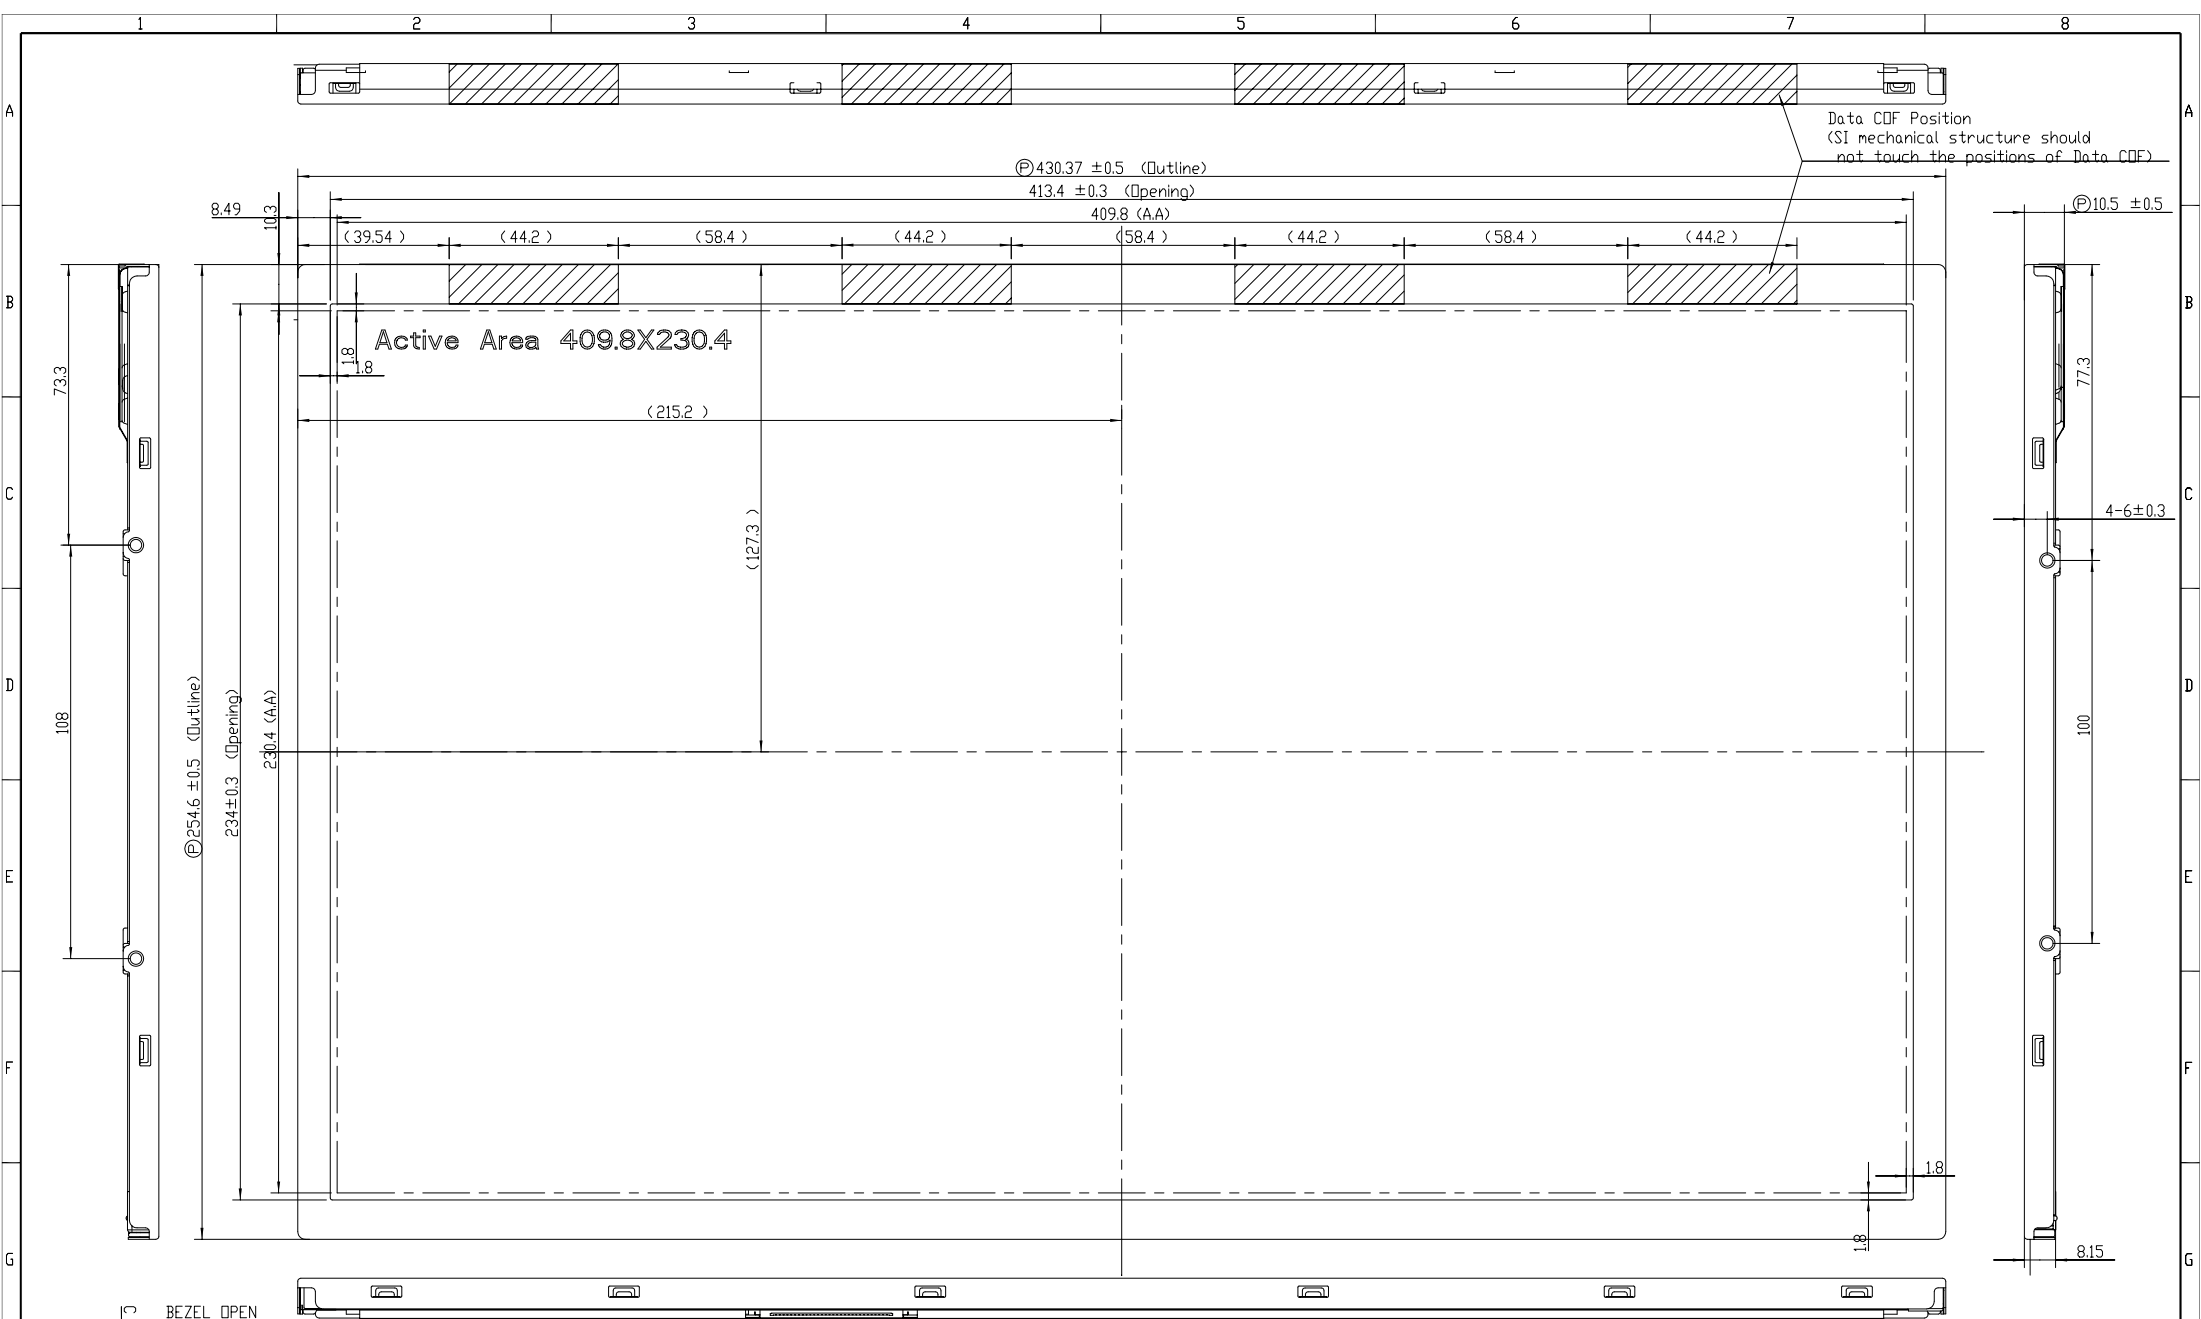 1 2 3 4 5 6 7 8
A A
Data COF Position
(SI mechanical structure should
not touch the positions of Data COF)
Ⓟ430.37 ±0.5 (Outline)
413.4 ±0.3 (Opening)
8.49 10.3 409.8 (A.A) Ⓟ10.5 ±0.5
(39.54) (44.2) (58.4) (44.2) (58.4) (44.2) (58.4) (44.2)
B B
Active Area 409.8X230.4
1.8
1.8
73.3 77.3
(215.2)
C C
(127.3)
4-6±0.3
D D
108 100
Ⓟ254.6 ±0.5 (Outline)
234±0.3 (Opening)
230.4 (A.A)
E E
F F
1.8
1.8
G G
8.15
BEZEL OPEN